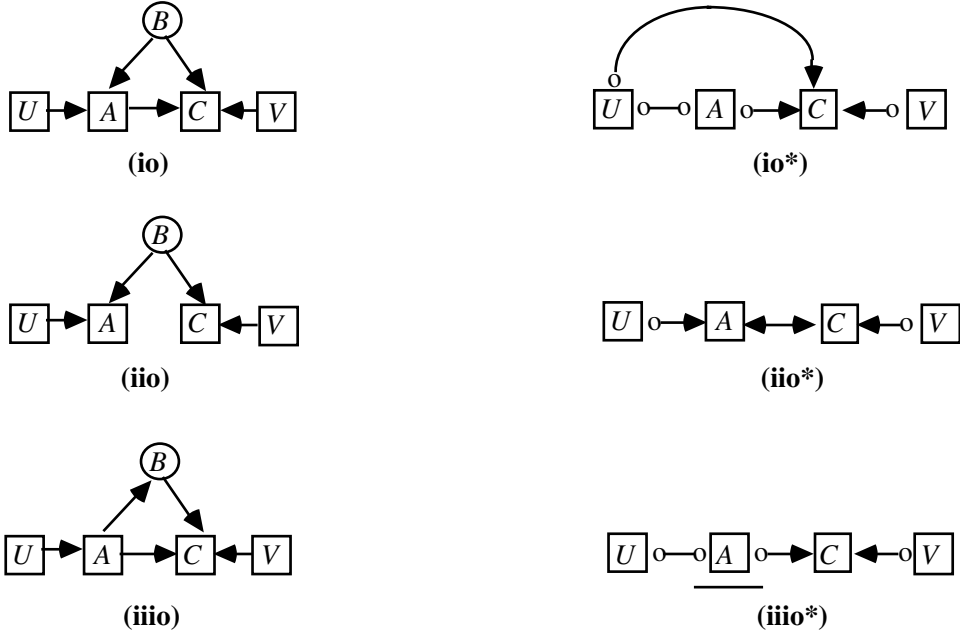 B
U A C V
U o o A o C o V
o
(io)
(io*)
B
U A C V
U o A C o V
(iio)
(iio*)
B
U A C V
U o o A o C o V
(iiio)
(iiio*)